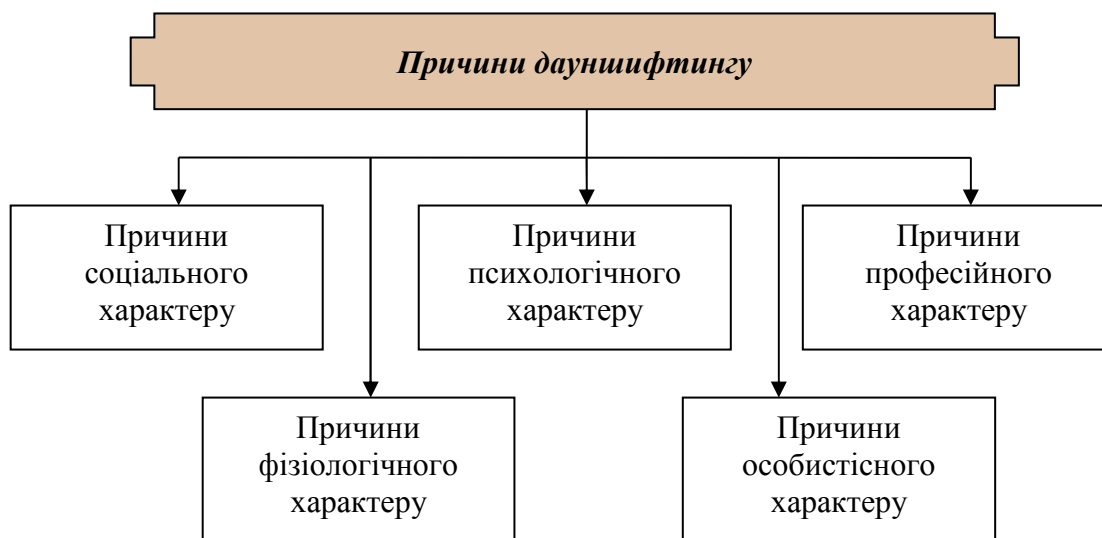 Причини дауншифтингу
Причини
соціального
характеру
Причини
психологічного
характеру
Причини
професійного
характеру
Причини
фізіологічного
характеру
Причини
особистісного
характеру